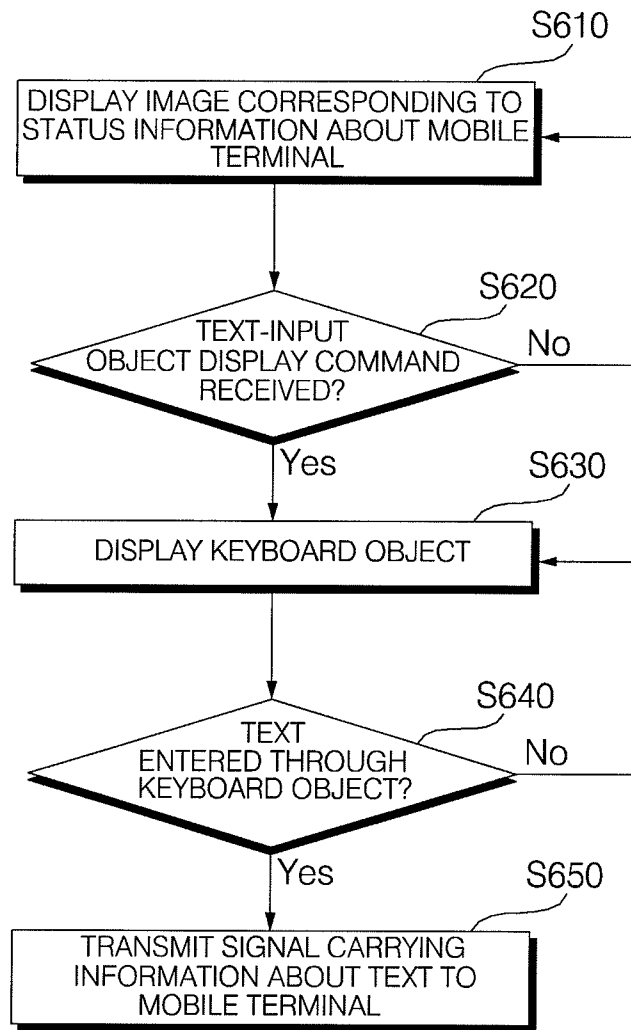 S610
DISPLAY IMAGE CORRESPONDING TO
STATUS INFORMATION ABOUT MOBILE
TERMINAL
S620
TEXT-INPUT
OBJECT DISPLAY COMMAND
RECEIVED?
No
Yes
S630
DISPLAY KEYBOARD OBJECT
S640
TEXT
ENTERED THROUGH
KEYBOARD OBJECT?
No
Yes
S650
TRANSMIT SIGNAL CARRYING
INFORMATION ABOUT TEXT TO
MOBILE TERMINAL